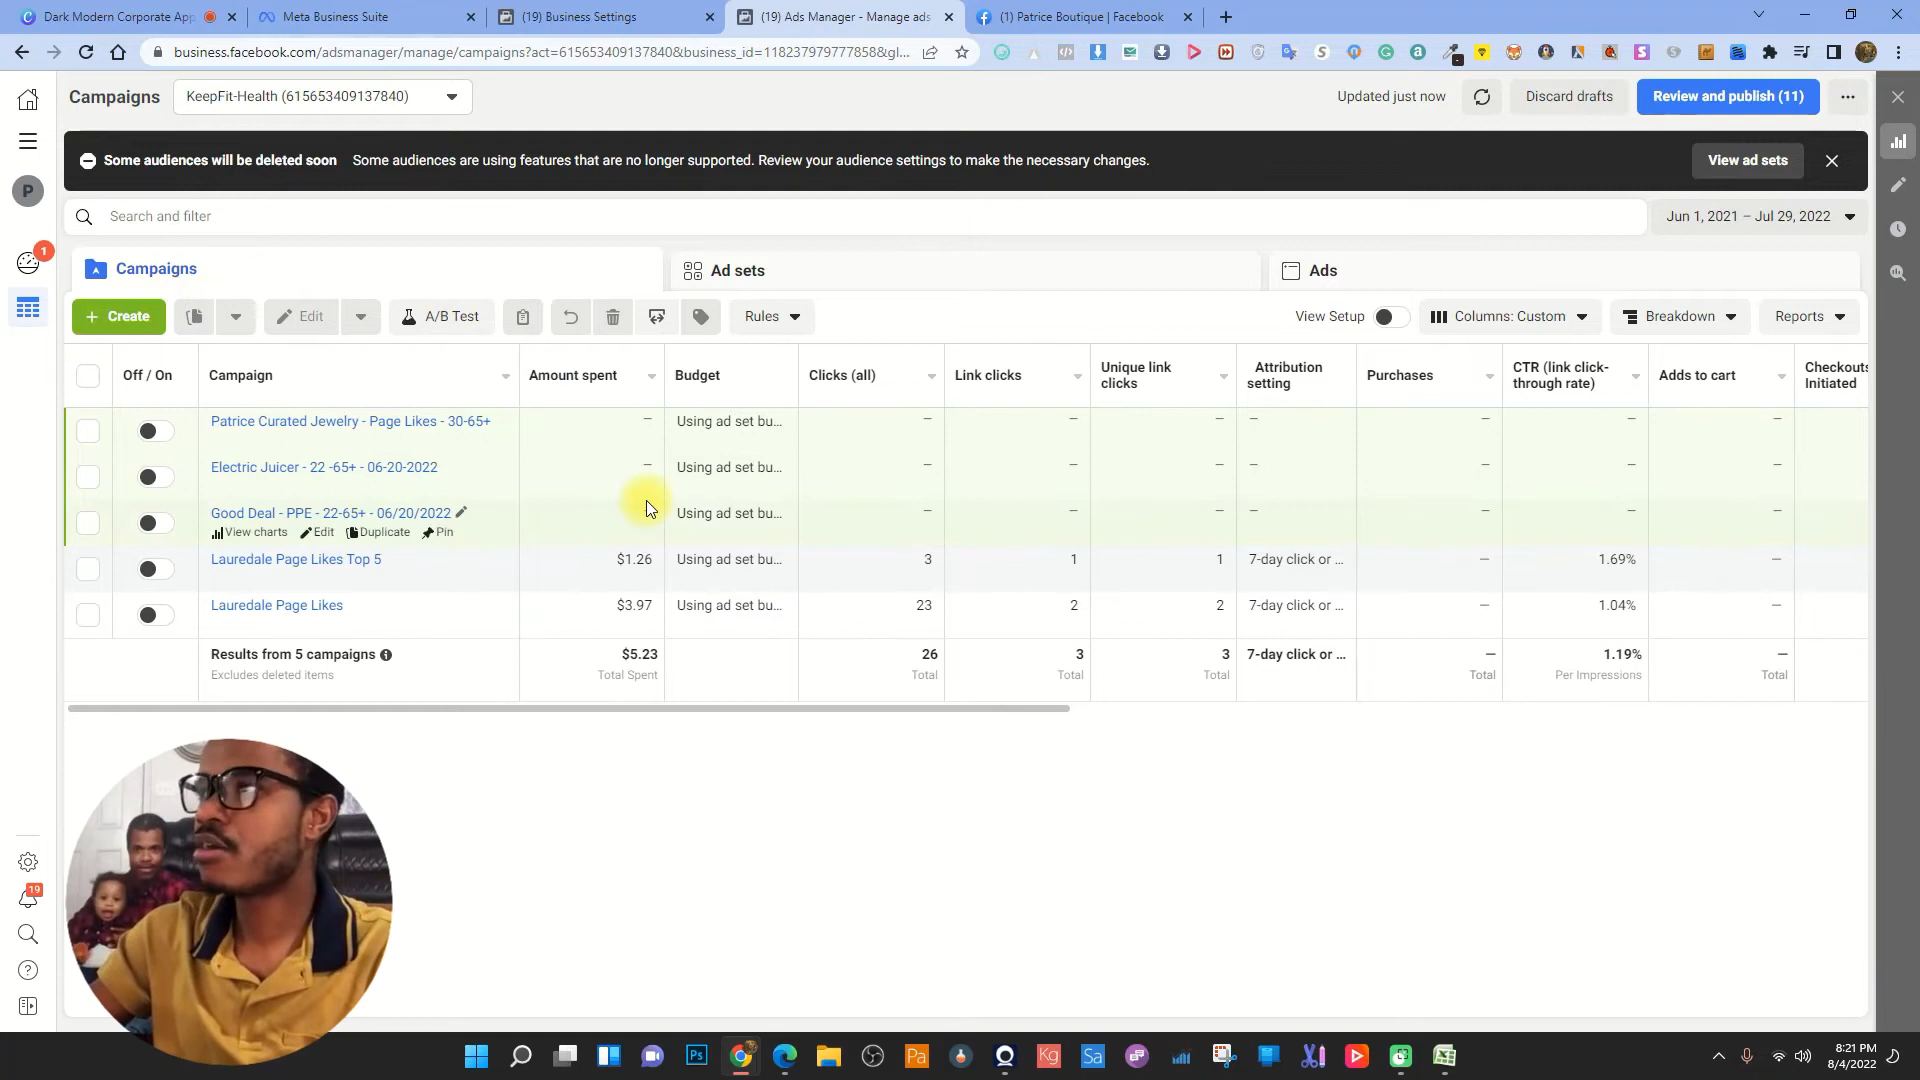 Dark Modern Corporate App
Meta Business Suite
(19) Business Settings
(19) Ads Manager - Manage ads
(1) Patrice Boutique | Facebook
business.facebook.com/adsmanager/manage/campaigns?act=615653409137840&business_id=1182379797777858&gl...
Campaigns
KeepFit-Health (615653409137840)
Updated just now
Discard drafts
Review and publish (11)
Some audiences will be deleted soon
Some audiences are using features that are no longer supported. Review your audience settings to make the necessary changes.
View ad sets
P
Search and filter
Jun 1, 2021 – Jul 29, 2022
1
Campaigns
Ad sets
Ads
+ Create
Edit
A/B Test
Rules
View Setup
Columns: Custom
Breakdown
Reports
Off / On
Campaign
Amount spent
Budget
Clicks (all)
Link clicks
Unique link clicks
Attribution setting
Purchases
CTR (link click-through rate)
Adds to cart
Checkouts Initiated
Patrice Curated Jewelry - Page Likes - 30-65+
–
Using ad set bu...
–
–
–
–
–
–
–
Electric Juicer - 22 -65+ - 06-20-2022
–
Using ad set bu...
–
–
–
–
–
–
–
Good Deal - PPE - 22-65+ - 06/20/2022
Using ad set bu...
–
–
–
–
–
–
–
View charts
Edit
Duplicate
Pin
Lauredale Page Likes Top 5
$1.26
Using ad set bu...
3
1
1
7-day click or ...
–
1.69%
–
Lauredale Page Likes
$3.97
Using ad set bu...
23
2
2
7-day click or ...
–
1.04%
–
Results from 5 campaigns
$5.23
26
3
3
7-day click or ...
–
1.19%
–
Excludes deleted items
Total Spent
Total
Total
Total
Total
Per Impressions
Total
19
Ps
Pa
Kg
Sa
8:21 PM
8/4/2022